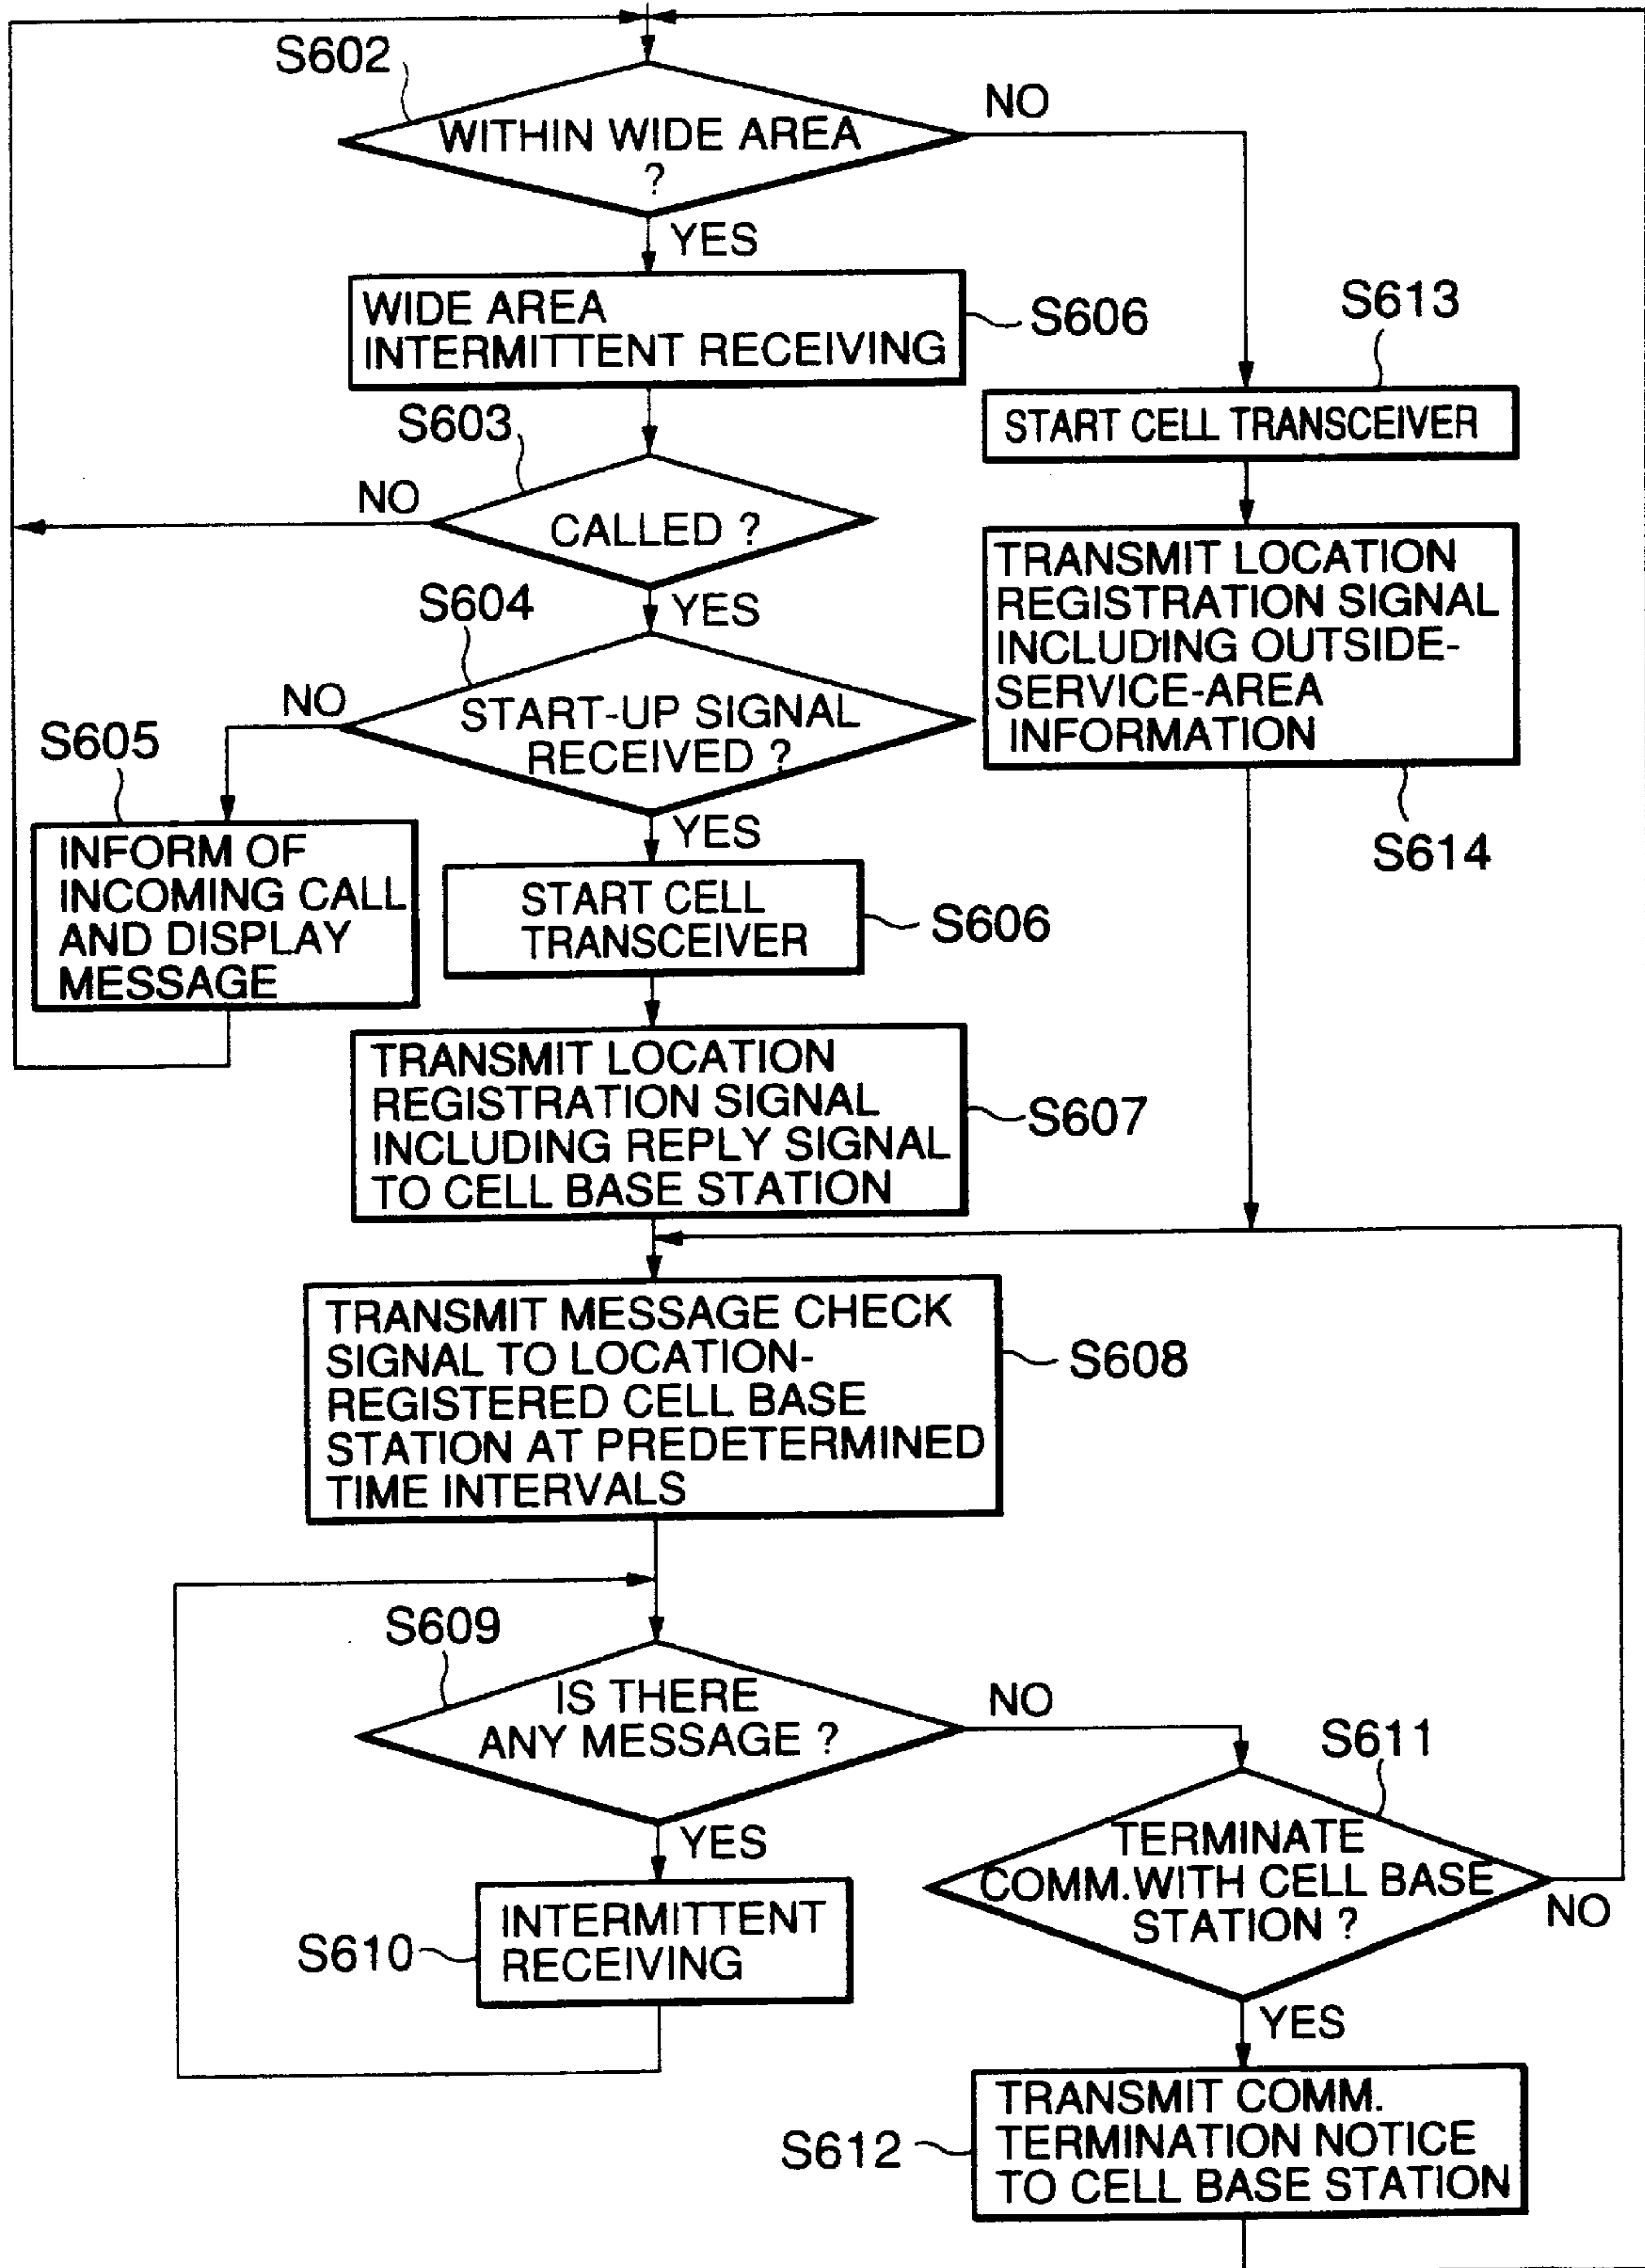 S602
NO
WITHIN WIDE AREA
?
YES
WIDE AREA
INTERMITTENT RECEIVING
S606
S613
START CELL TRANSCEIVER
S603
NO
CALLED ?
YES
TRANSMIT LOCATION
REGISTRATION SIGNAL
INCLUDING OUTSIDE-
SERVICE-AREA
INFORMATION
S614
S604
NO
START-UP SIGNAL
RECEIVED ?
YES
S605
INFORM OF
INCOMING CALL
AND DISPLAY
MESSAGE
START CELL
TRANSCEIVER
S606
TRANSMIT LOCATION
REGISTRATION SIGNAL
INCLUDING REPLY SIGNAL
TO CELL BASE STATION
S607
TRANSMIT MESSAGE CHECK
SIGNAL TO LOCATION-
REGISTERED CELL BASE
STATION AT PREDETERMINED
TIME INTERVALS
S608
S609
IS THERE
ANY MESSAGE ?
NO
YES
S611
TERMINATE
COMM.WITH CELL BASE
STATION ?
NO
YES
INTERMITTENT
RECEIVING
S610
TRANSMIT COMM.
TERMINATION NOTICE
TO CELL BASE STATION
S612